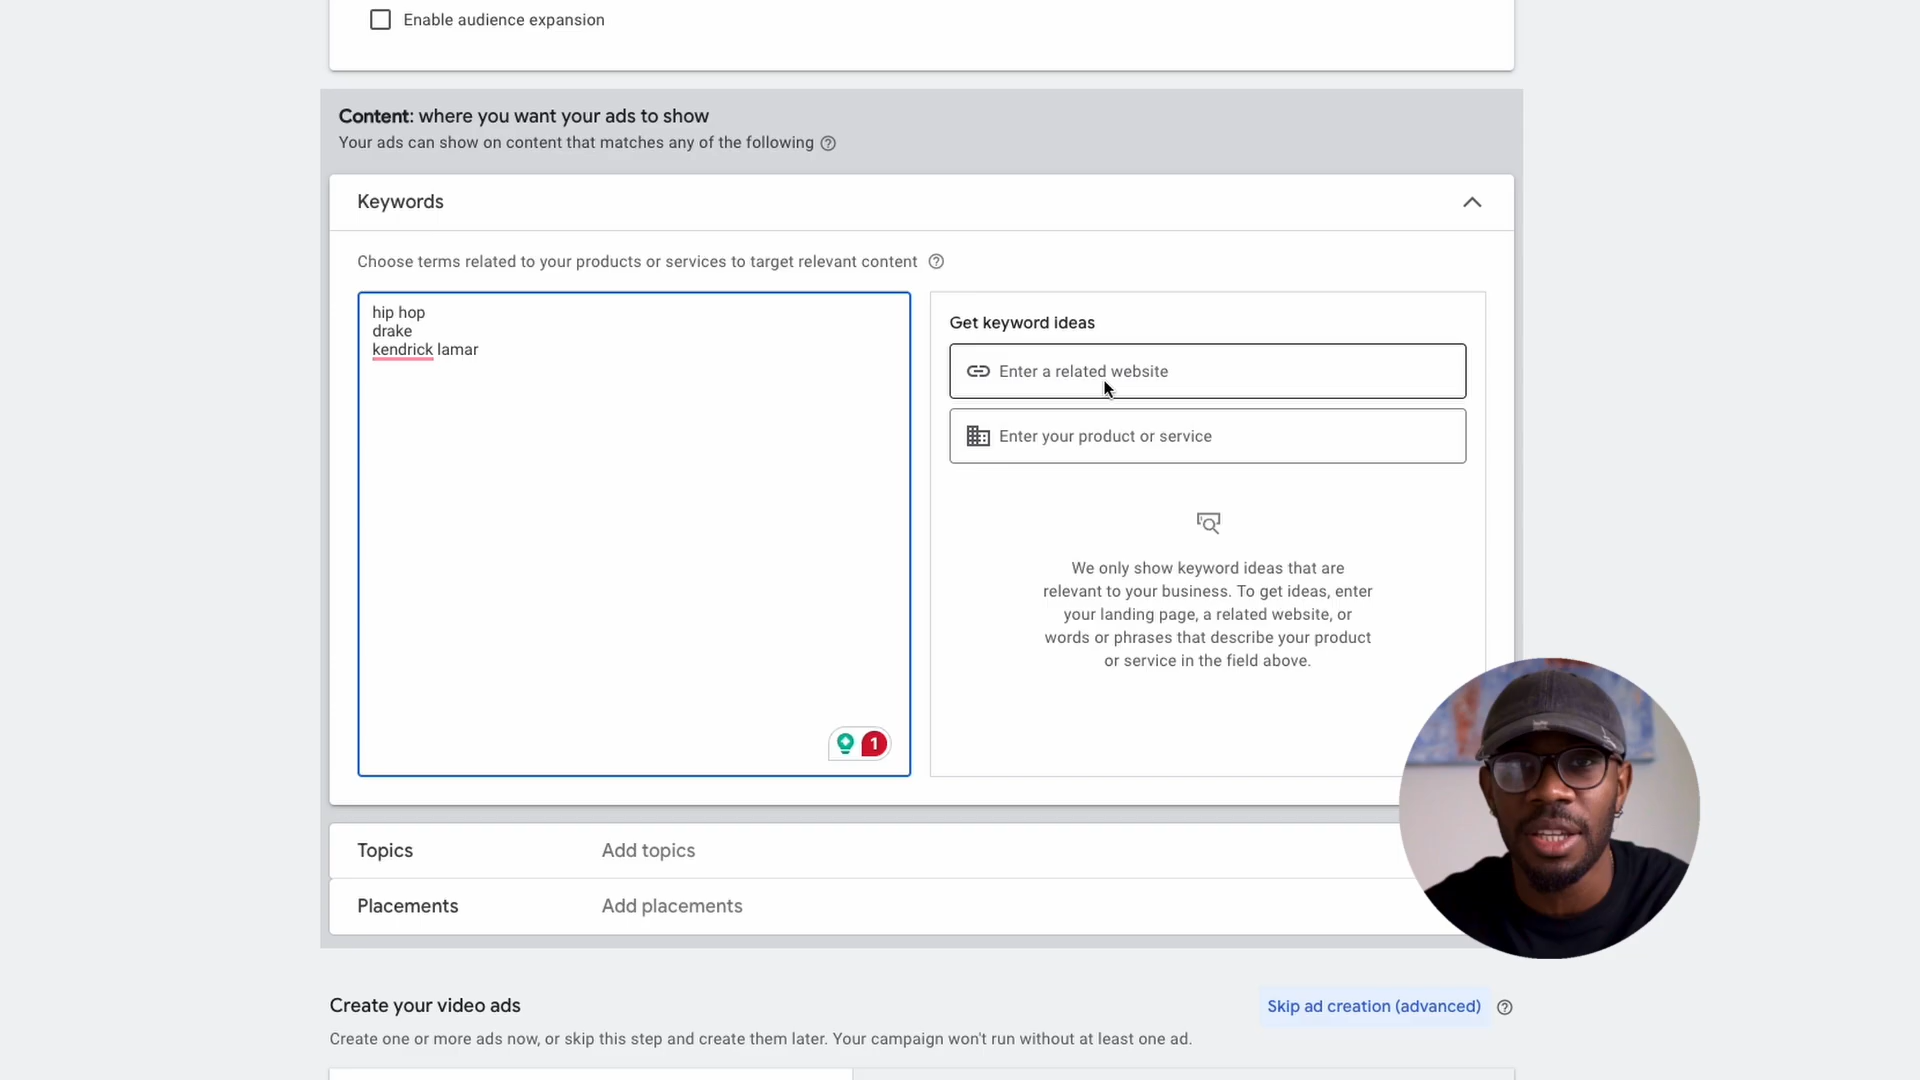 Enable audience expansion
Content: where you want your ads to show
Your ads can show on content that matches any of the following
Keywords
Choose terms related to your products or services to target relevant content
hip hop
drake
kendrick lamar
1
Get keyword ideas
Enter a related website
Enter your product or service
We only show keyword ideas that are
relevant to your business. To get ideas, enter
your landing page, a related website, or
words or phrases that describe your product
or service in the field above.
Topics Add topics
Placements Add placements
Create your video ads
Skip ad creation (advanced)
Create one or more ads now, or skip this step and create them later. Your campaign won't run without at least one ad.